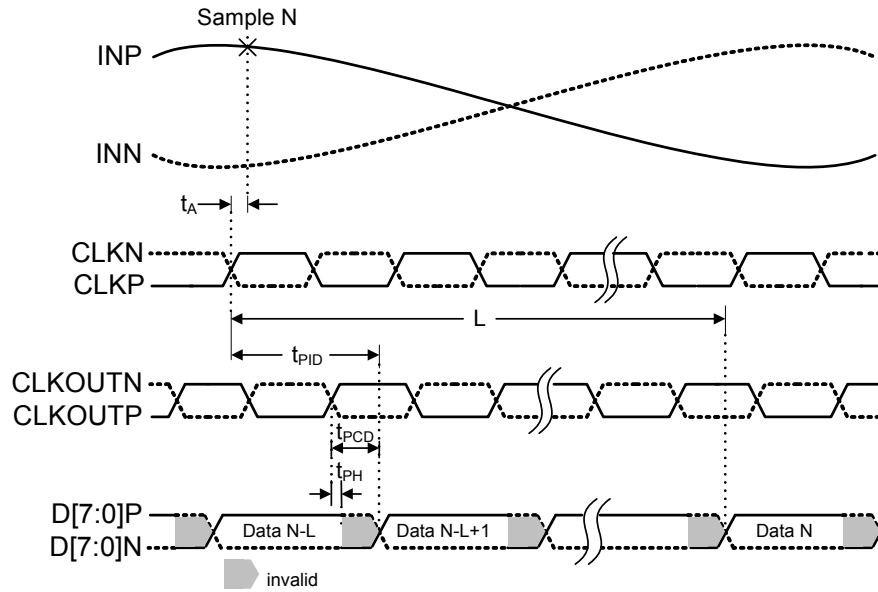 Sample N
INP
INN
tA
CLKN
CLKP
L
tPID
CLKOUTN
CLKOUTP
tPCD
tPH
D[7:0]P
D[7:0]N
Data N-L
Data N-L+1
Data N
invalid